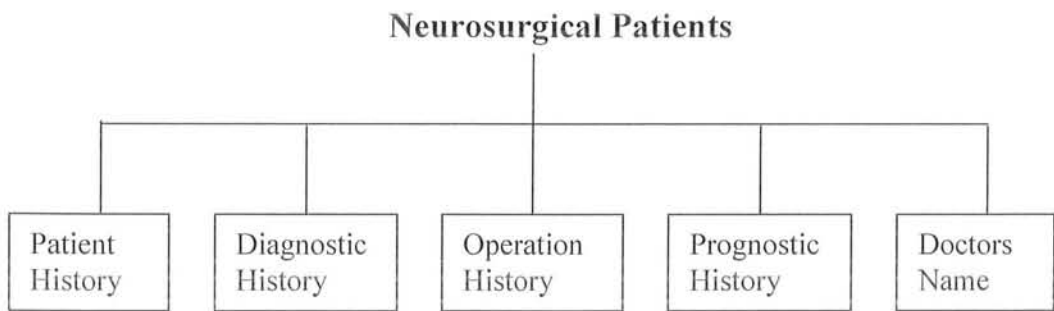 Neurosurgical Patients
Patient
History
Diagnostic
History
Operation
History
Prognostic
History
Doctors
Name